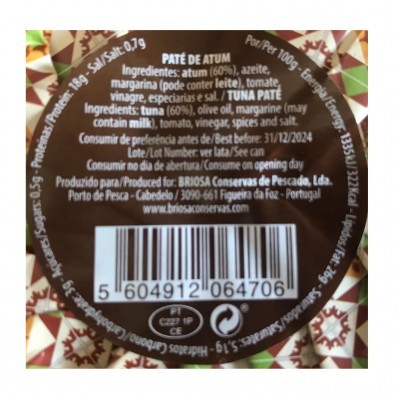 PATÉ DE ATUM
Ingredientes: atum (60%), azeite,
margarina (pode conter leite), tomate,
vinagre, especiarias e sal. / TUNA PATÉ
Ingredients: tuna (60%), olive oil, margarine (may
contain milk), tomato, vinegar, spices and salt.
Consumir de preferência antes de/Best before: 31/12/2024
Lote/Lot Number: ver lata/See can
Consumir no dia de abertura/Consume on opening day
Produzido para/Produced for: BRIOSA Conservas de Pescado, Lda.
Porto de Pesca - Cabedelo / 3090-661 Figueira da Foz - Portugal
www.briosaconservas.com
5 604912 064706
PT
C227 1P
CE
Por/Per 100g - Energia/Energy: 1335kJ/322Kcal - Lípidos/Fat: 26g - Saturados/Saturates: 5,1g - Hidratos Carbono/Carbohydrate: 3g - Açúcares/Sugars: 0,5g - Proteínas/Protein: 18g - Sal/Salt: 0,7g